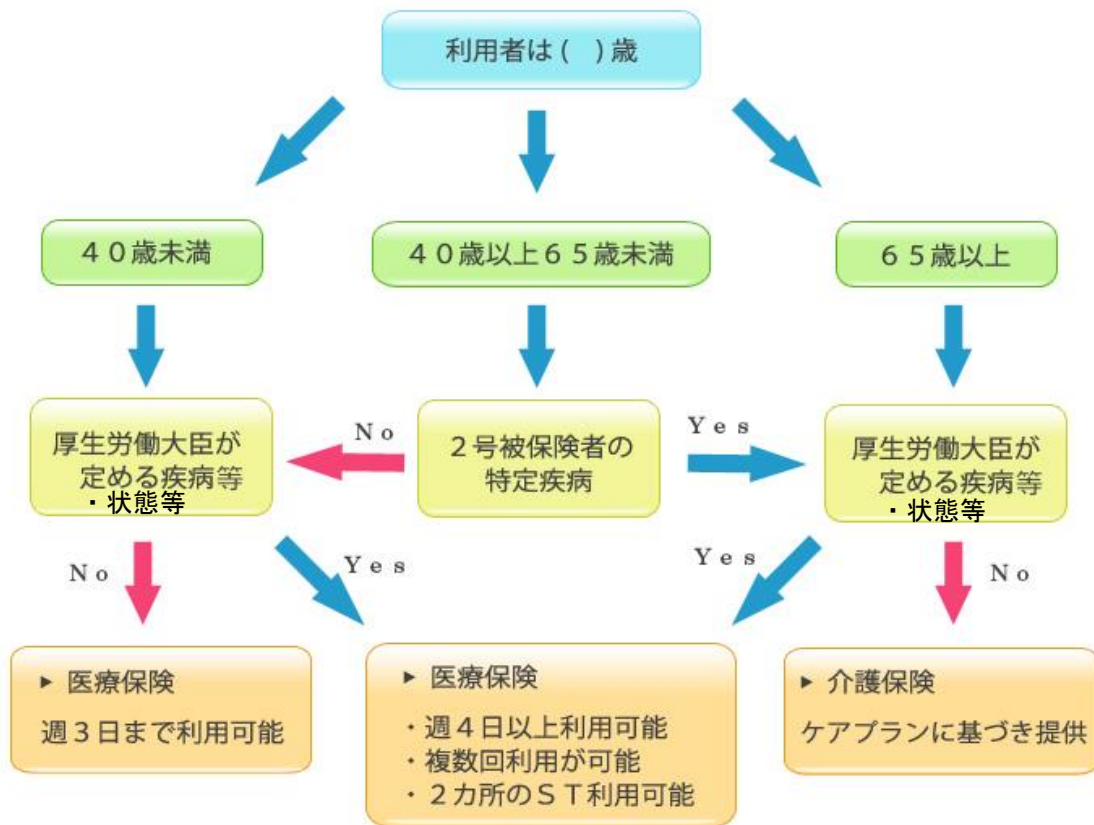 利用者は（　）歳
４０歳未満
４０歳以上６５歳未満
６５歳以上
厚生労働大臣が
定める疾病等
・状態等
No
２号被保険者の
特定疾病
Yes
厚生労働大臣が
定める疾病等
・状態等
No
Yes
Yes
No
▶ 医療保険
週３日まで利用可能
▶ 医療保険
・週４日以上利用可能
・複数回利用が可能
・２カ所のＳＴ利用可能
▶ 介護保険
ケアプランに基づき提供